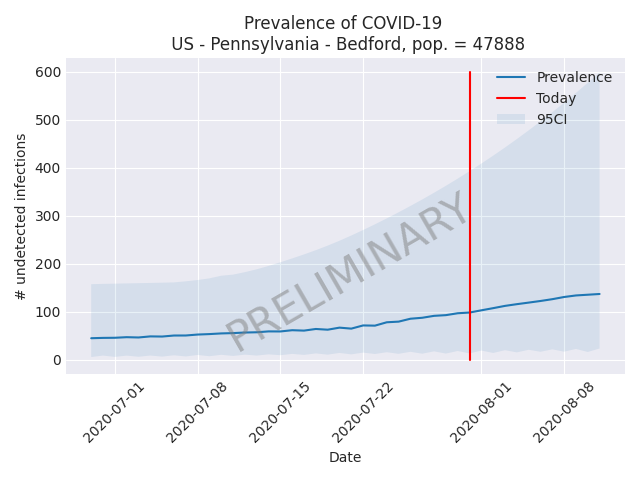 Prevalence of COVID-19
US - Pennsylvania - Bedford, pop. = 47888
600
500
400
300
200
100
0
# undetected infections
Prevalence
Today
95CI
PRELIMINARY
2020-07-01
2020-07-08
2020-07-15
2020-07-22
2020-08-01
2020-08-08
Date